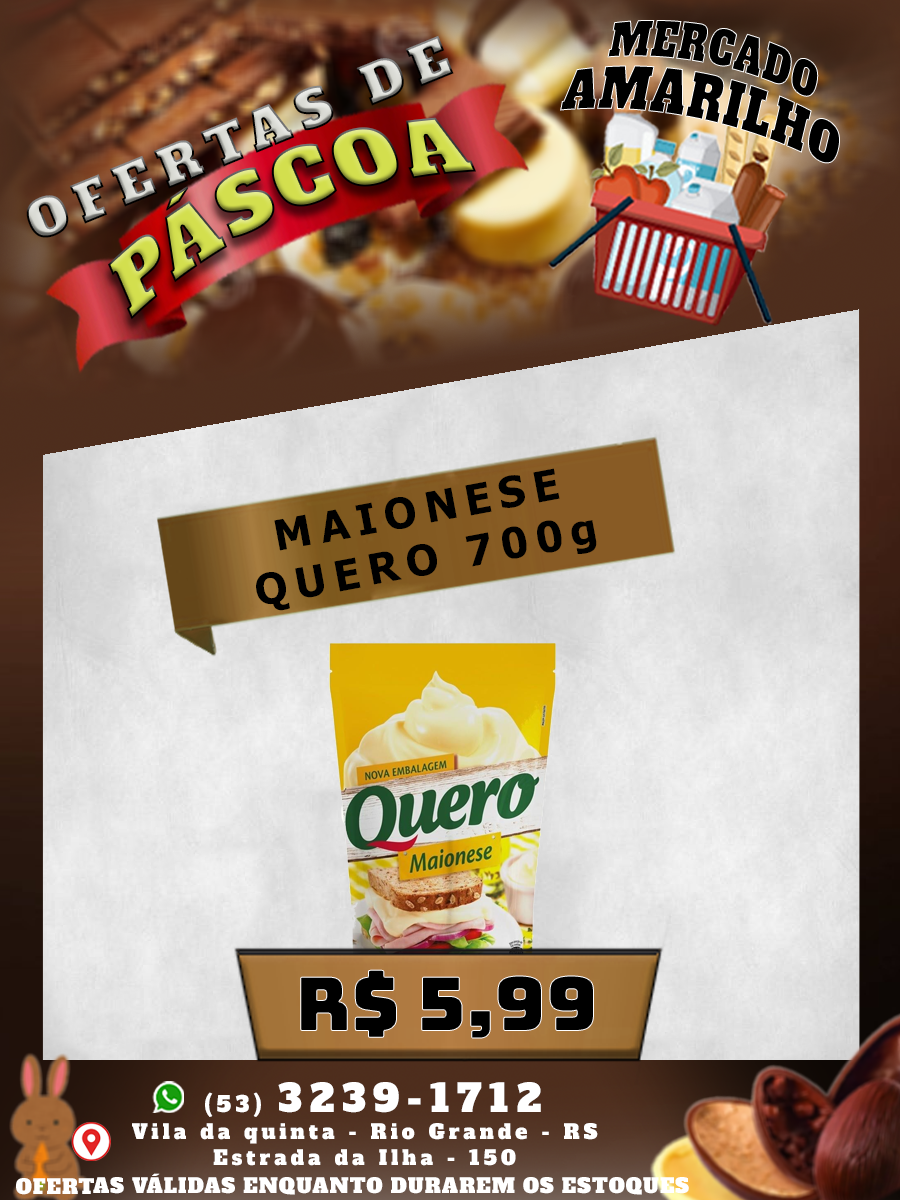 OFERTAS DE
PÁSCOA
MERCADO
AMARILHO
MAIONESE
QUERO 700g
NOVA EMBALAGEM
Quero
Maionese
R$ 5,99
(53) 3239-1712
Vila da quinta - Rio Grande - RS
Estrada da Ilha - 150
OFERTAS VÁLIDAS ENQUANTO DURAREM OS ESTOQUES